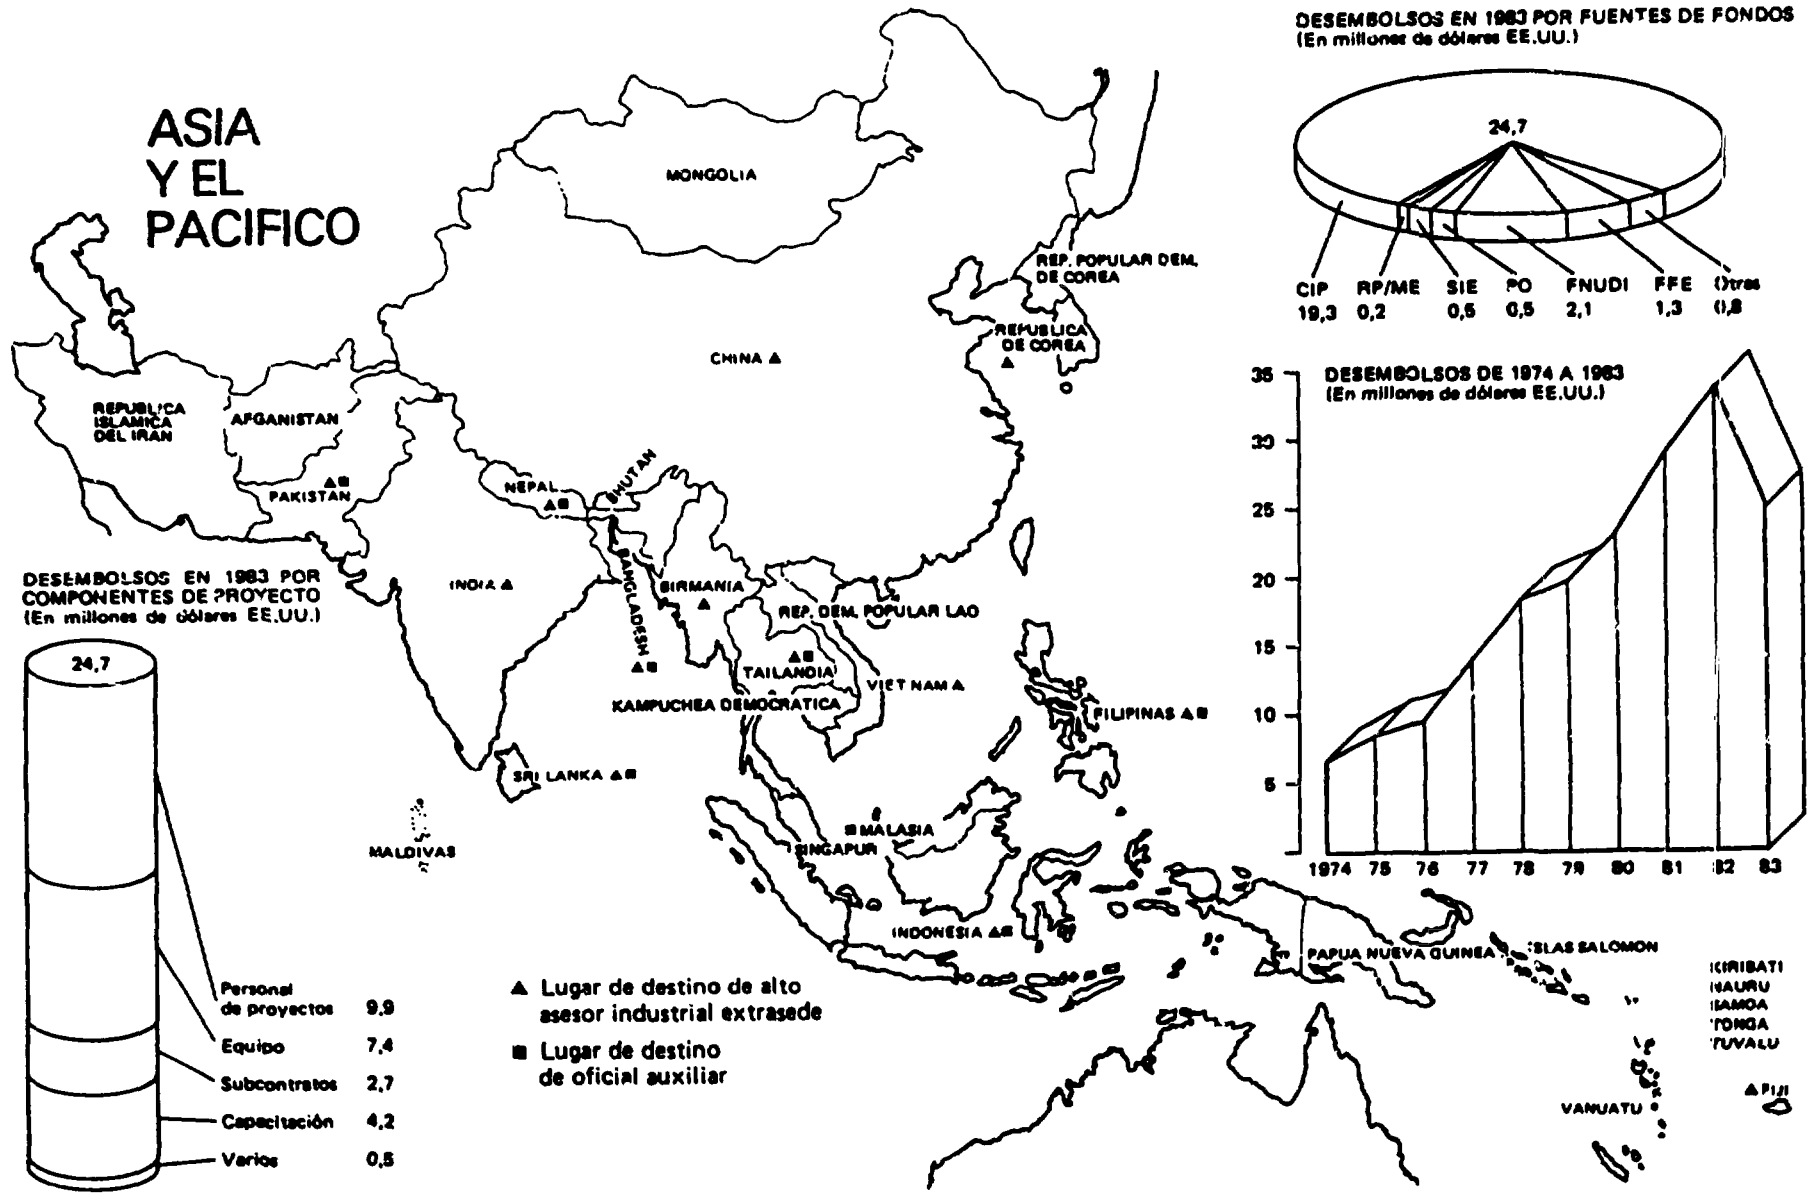 ASIA
Y EL
PACIFICO
DESEMBOLSOS EN 1983 POR FUENTES DE FONDOS
(En millones de dólares EE.UU.)
24,7
CIP RP/ME SIE PO FNUDI FFE Otras
19,3 0,2 0,5 0,5 2,1 1,3 0,8
MONGOLIA
REP. POPULAR DEM.
DE COREA
REPUBLICA
DE COREA ▲
CHINA ▲
REPUBLICA
ISLAMICA
DEL IRAN
AFGANISTAN
PAKISTAN ▲■
NEPAL ▲■
BHUTAN
INDIA ▲
BANGLADESH ▲■
BIRMANIA ▲
REP. DEM. POPULAR LAO
TAILANDIA ▲■
VIET NAM ▲
KAMPUCHEA DEMOCRATICA
FILIPINAS ▲■
SRI LANKA ▲■
MALDIVAS
■ MALASIA
SINGAPUR
INDONESIA ▲■
PAPUA NUEVA GUINEA
ISLAS SALOMON
KIRIBATI
NAURU
SAMOA
TONGA
TUVALU
VANUATU
▲ FIJI
DESEMBOLSOS DE 1974 A 1983
(En millones de dólares EE.UU.)
35
30
25
20
15
10
5
1974 75 76 77 78 79 80 81 82 83
DESEMBOLSOS EN 1983 POR
COMPONENTES DE PROYECTO
(En millones de dólares EE.UU.)
24,7
Personal
de proyectos 9,9
Equipo 7,4
Subcontratos 2,7
Capacitación 4,2
Varios 0,5
▲ Lugar de destino de alto
asesor industrial extrasede
■ Lugar de destino
de oficial auxiliar